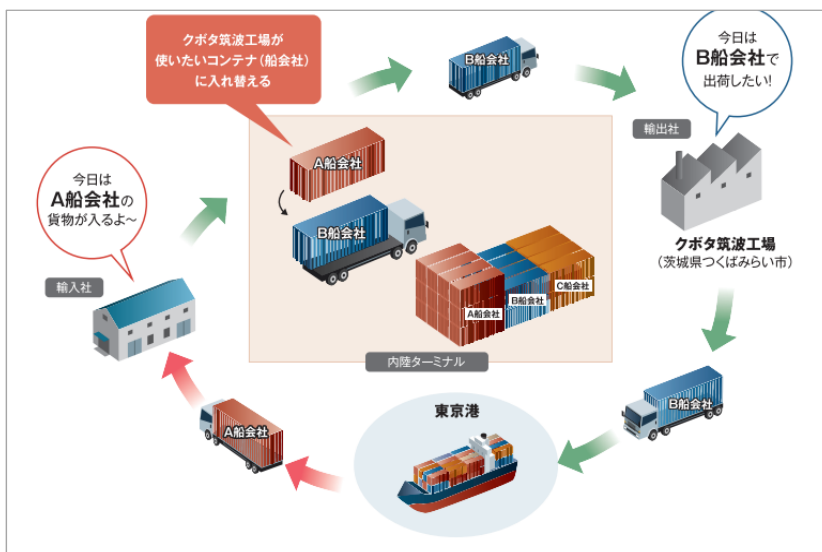 クボタ筑波工場が
使いたいコンテナ（船会社）
に入れ替える
B船会社
今日は
B船会社で
出荷したい!
輸出社
クボタ筑波工場
（茨城県つくばみらい市）
今日は
A船会社の
貨物が入るよ〜
輸入社
A船会社
B船会社
A船会社
B船会社
C船会社
内陸ターミナル
A船会社
東京港
B船会社